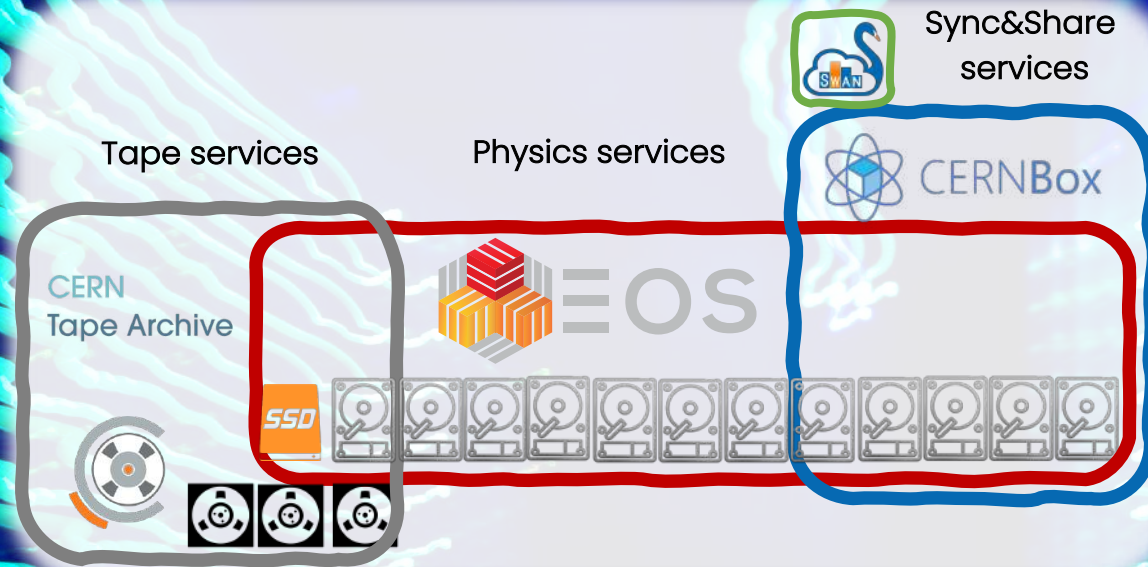 Sync&Share
services
SWAN
Tape services
Physics services
CERNBox
CERN
Tape Archive
EOS
SSD